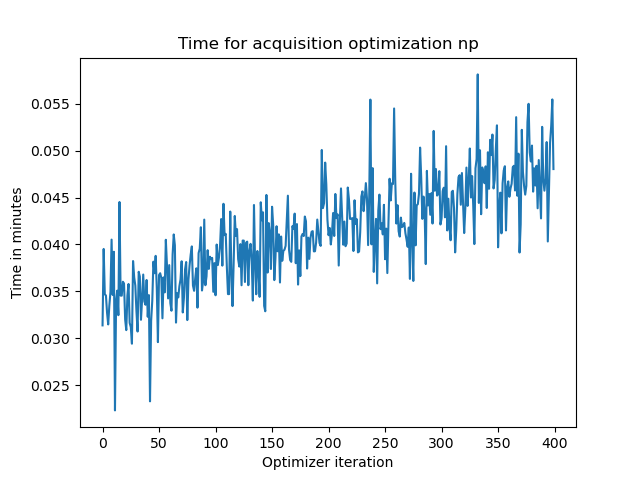 Time for acquisition optimization np
Time in minutes
0.055
0.050
0.045
0.040
0.035
0.030
0.025
0 50 100 150 200 250 300 350 400
Optimizer iteration